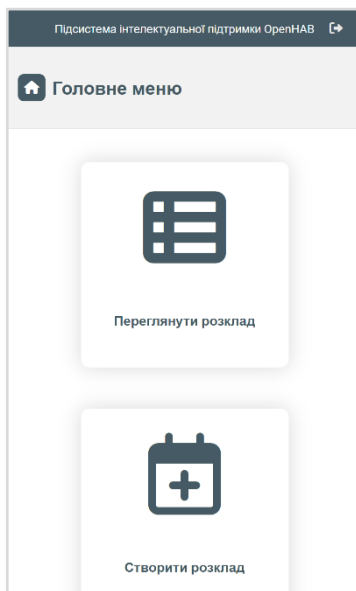 Підсистема інтелектуальної підтримки OpenHAB
Головне меню
Переглянути розклад
Створити розклад